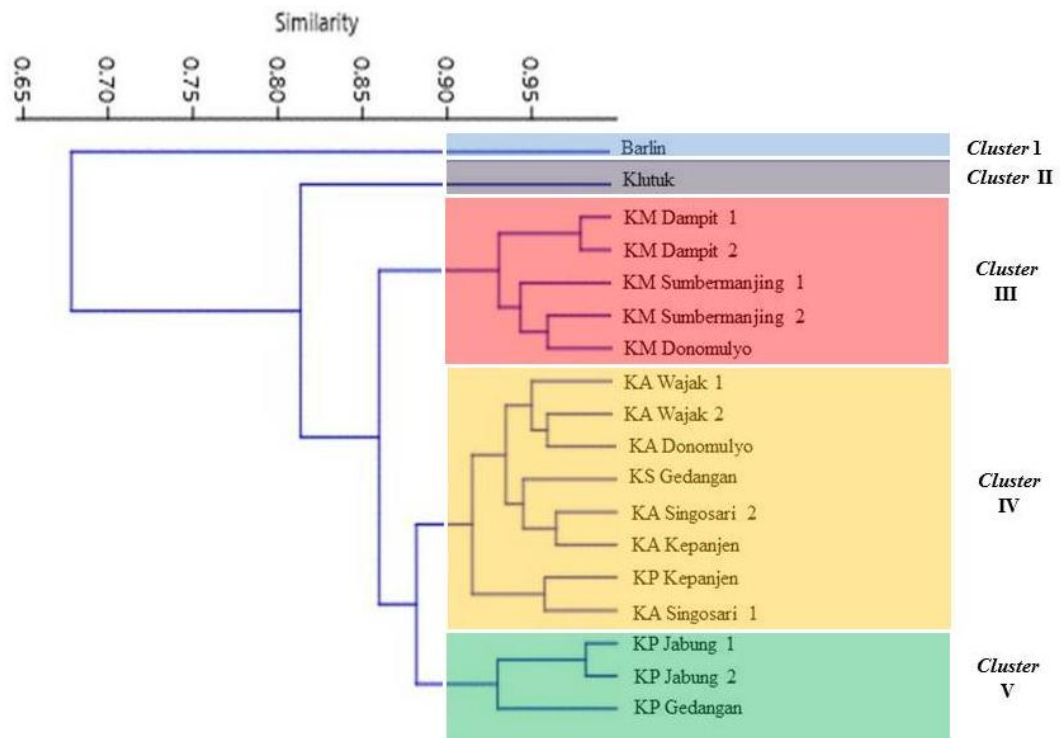 Similarity
0.65 0.70 0.75 0.80 0.85 0.90 0.95
Barlin
Cluster 1
Klutuk
Cluster II
KM Dampit 1
KM Dampit 2
KM Sumbermanjing 1
KM Sumbermanjing 2
KM Donomulyo
Cluster
III
KA Wajak 1
KA Wajak 2
KA Donomulyo
KS Gedangan
KA Singosari 2
KA Kepanjen
KP Kepanjen
KA Singosari 1
Cluster
IV
KP Jabung 1
KP Jabung 2
KP Gedangan
Cluster
V